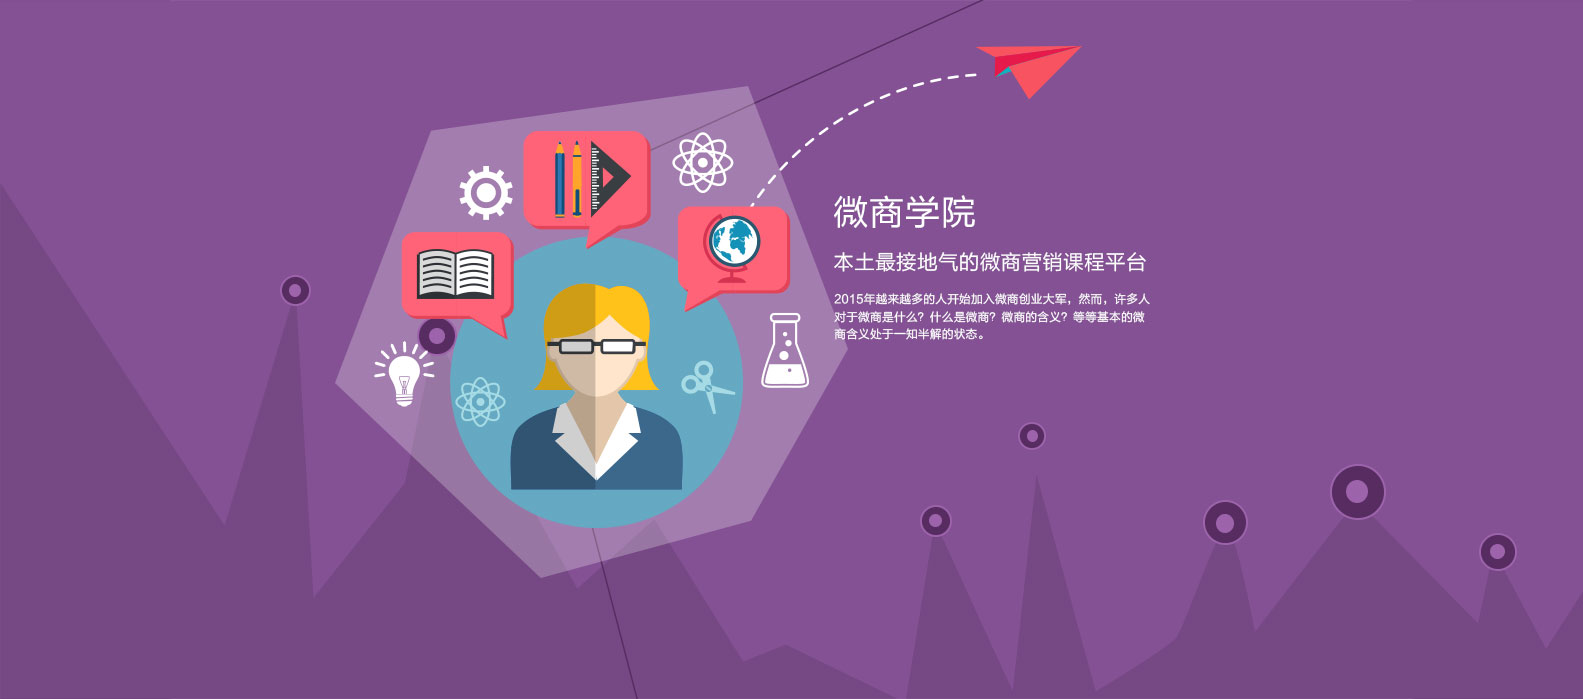 微商学院
本土最接地气的微商营销课程平台
2015年越来越多的人开始加入微商创业大军，然而，许多人
对于微商是什么？什么是微商？微商的含义？等等基本的微
商含义处于一知半解的状态。